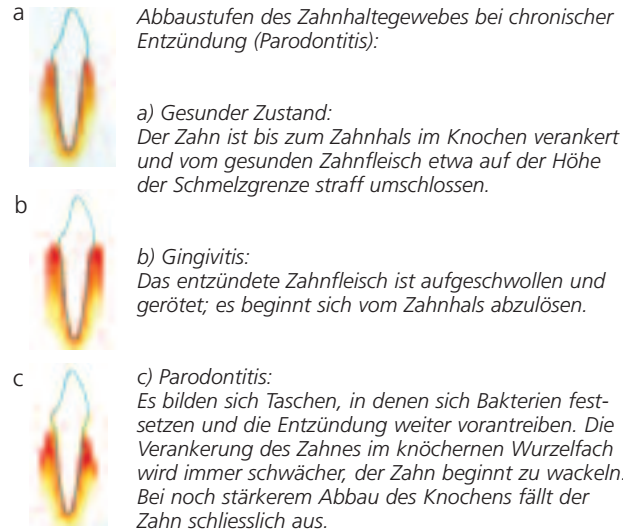 a
Abbaustufen des Zahnhaltegewebes bei chronischer
Entzündung (Parodontitis):
a) Gesunder Zustand:
Der Zahn ist bis zum Zahnhals im Knochen verankert
und vom gesunden Zahnfleisch etwa auf der Höhe
der Schmelzgrenze straff umschlossen.
b
b) Gingivitis:
Das entzündete Zahnfleisch ist aufgeschwollen und
gerötet; es beginnt sich vom Zahnhals abzulösen.
c
c) Parodontitis:
Es bilden sich Taschen, in denen sich Bakterien fest-
setzen und die Entzündung weiter vorantreiben. Die
Verankerung des Zahnes im knöchernen Wurzelfach
wird immer schwächer, der Zahn beginnt zu wackeln.
Bei noch stärkerem Abbau des Knochens fällt der
Zahn schliesslich aus.